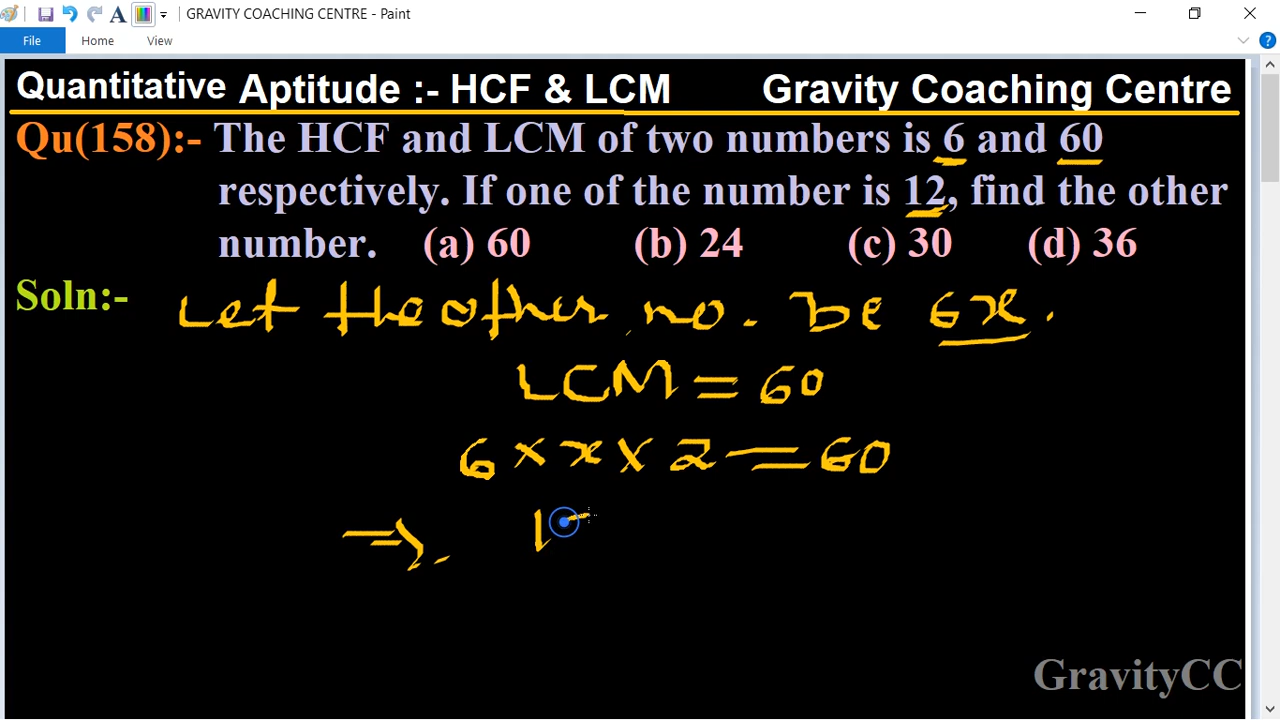 GRAVITY COACHING CENTRE - Paint
File Home View
Quantitative Aptitude :- HCF & LCM Gravity Coaching Centre
Qu(158):- The HCF and LCM of two numbers is 6 and 60
respectively. If one of the number is 12, find the other
number. (a) 60 (b) 24 (c) 30 (d) 36
Soln:- Let the other no. be 6x.
LCM = 60
6 × x × 2 = 60
⇒
GravityCC